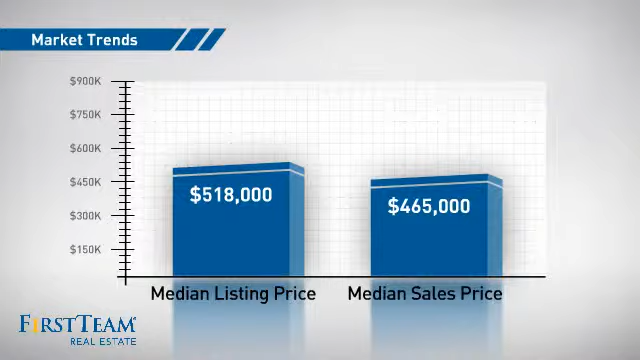 Market Trends
$900K
$750K
$600K
$450K
$300K
$150K
$518,000
$465,000
Median Listing Price
Median Sales Price
FIRSTTEAM®
REAL ESTATE